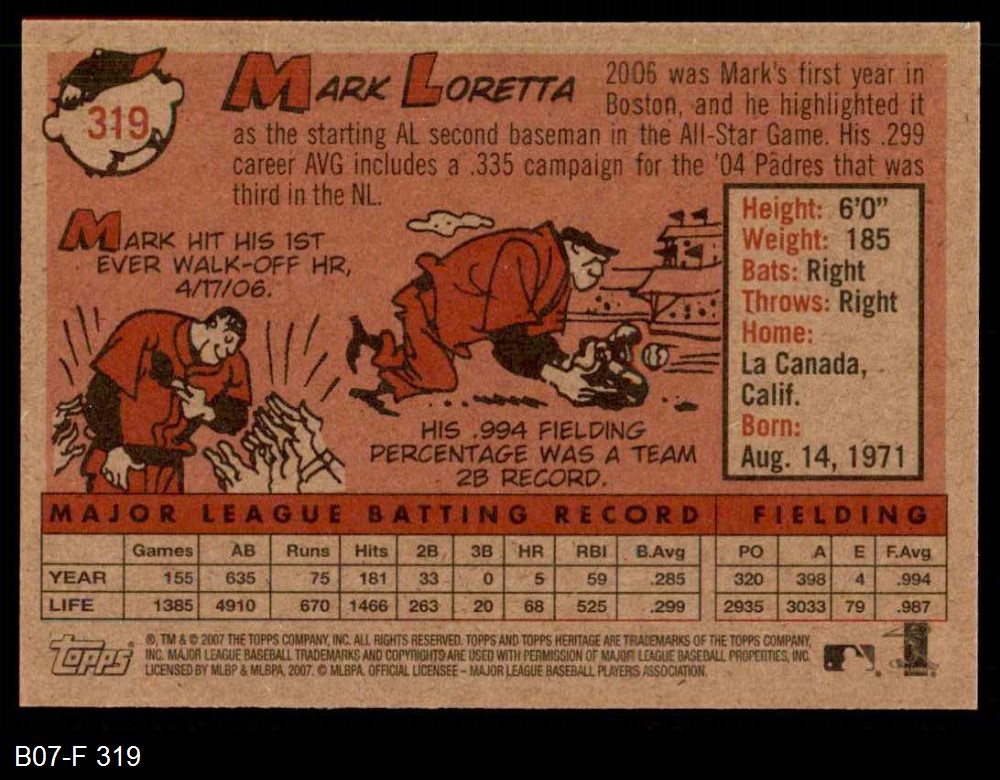 319
MARK LORETTA
2006 was Mark's first year in
Boston, and he highlighted it
as the starting AL second baseman in the All-Star Game. His .299
career AVG includes a .335 campaign for the '04 Padres that was
third in the NL.
MARK HIT HIS 1ST
EVER WALK-OFF HR,
4/17/06.
HIS .994 FIELDING
PERCENTAGE WAS A TEAM
2B RECORD.
Height: 6'0"
Weight: 185
Bats: Right
Throws: Right
Home:
La Canada,
Calif.
Born:
Aug. 14, 1971
MAJOR LEAGUE BATTING RECORD FIELDING
Games AB Runs Hits 2B 3B HR RBI B.Avg PO A E F.Avg
YEAR 155 635 75 181 33 0 5 59 .285 320 398 4 .994
LIFE 1385 4910 670 1466 263 20 68 525 .299 2935 3033 79 .987
Topps
®, TM & © 2007 THE TOPPS COMPANY, INC. ALL RIGHTS RESERVED. TOPPS AND TOPPS HERITAGE ARE TRADEMARKS OF THE TOPPS COMPANY,
INC. MAJOR LEAGUE BASEBALL TRADEMARKS AND COPYRIGHTS ARE USED WITH PERMISSION OF MAJOR LEAGUE BASEBALL PROPERTIES, INC.
LICENSED BY MLBP & MLBPA, 2007. © MLBPA. OFFICIAL LICENSEE – MAJOR LEAGUE BASEBALL PLAYERS ASSOCIATION.
B07-F 319